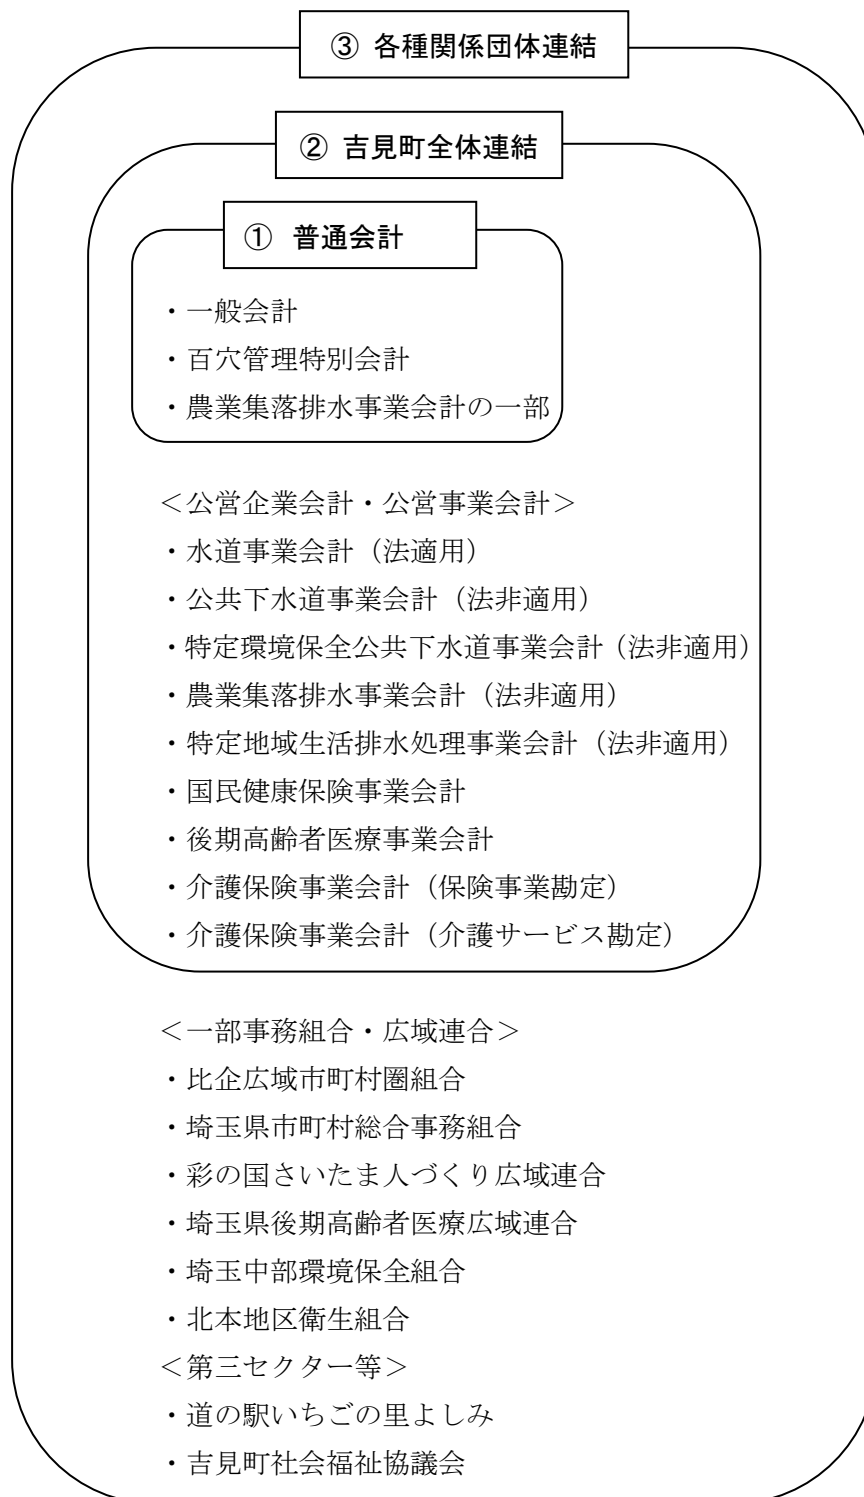 ③ 各種関係団体連結
② 吉見町全体連結
① 普通会計
・一般会計
・百穴管理特別会計
・農業集落排水事業会計の一部
＜公営企業会計・公営事業会計＞
・水道事業会計（法適用）
・公共下水道事業会計（法非適用）
・特定環境保全公共下水道事業会計（法非適用）
・農業集落排水事業会計（法非適用）
・特定地域生活排水処理事業会計（法非適用）
・国民健康保険事業会計
・後期高齢者医療事業会計
・介護保険事業会計（保険事業勘定）
・介護保険事業会計（介護サービス勘定）
＜一部事務組合・広域連合＞
・比企広域市町村圏組合
・埼玉県市町村総合事務組合
・彩の国さいたま人づくり広域連合
・埼玉県後期高齢者医療広域連合
・埼玉中部環境保全組合
・北本地区衛生組合
＜第三セクター等＞
・道の駅いちごの里よしみ
・吉見町社会福祉協議会